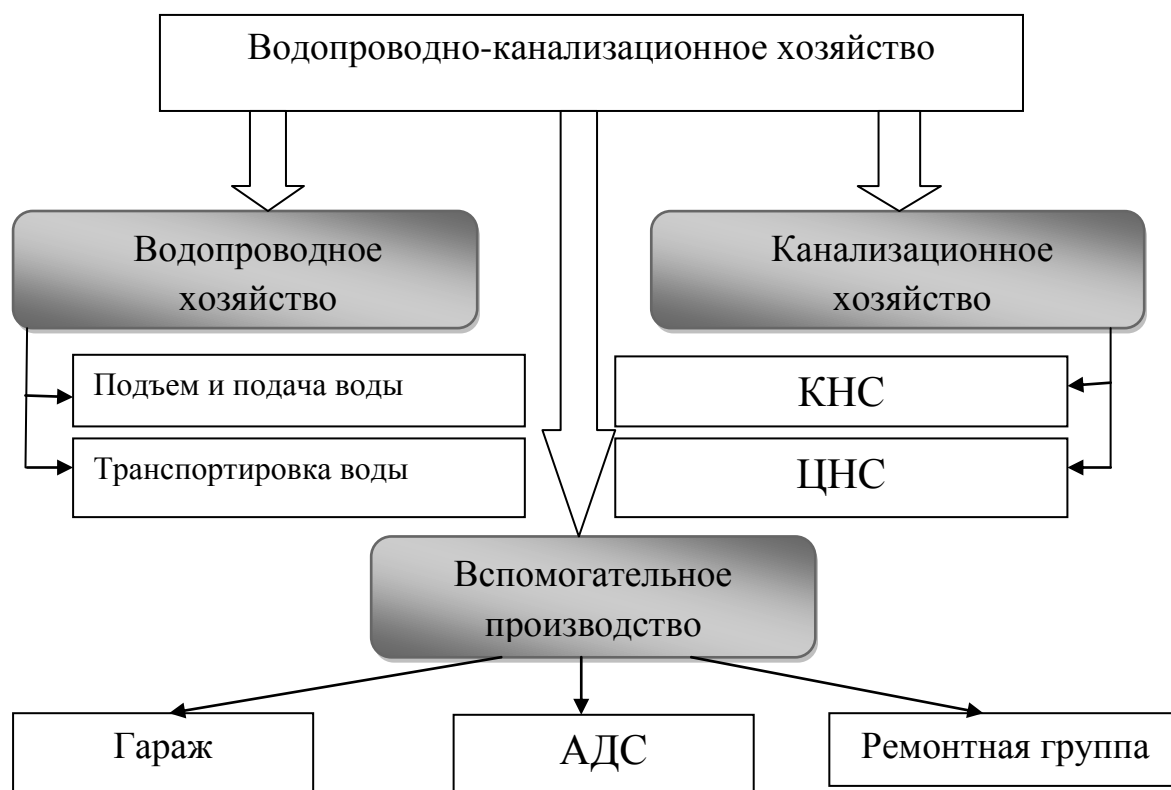 Водопроводно-канализационное хозяйство
Водопроводное
хозяйство
Канализационное
хозяйство
Подъем и подача воды
Транспортировка воды
КНС
ЦНС
Вспомогательное
производство
Гараж
АДС
Ремонтная группа